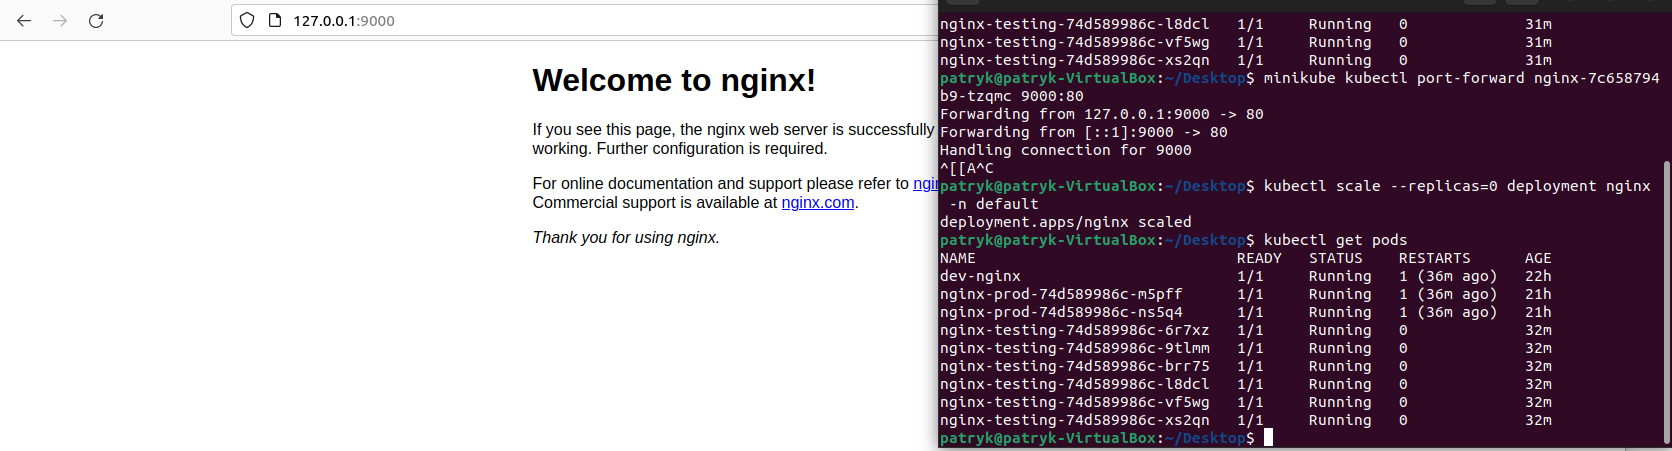 127.0.0.1:9000
Welcome to nginx!
If you see this page, the nginx web server is successfully
working. Further configuration is required.
For online documentation and support please refer to
Commercial support is available at nginx.com.
Thank you for using nginx.
nginx-testing-74d589986c-l8dcl 1/1 Running 0 31m
nginx-testing-74d589986c-vf5wg 1/1 Running 0 31m
nginx-testing-74d589986c-xs2qn 1/1 Running 0 31m
patryk@patryk-VirtualBox:~/Desktop$ minikube kubectl port-forward nginx-7c658794
b9-tzqmc 9000:80
Forwarding from 127.0.0.1:9000 -> 80
Forwarding from [::1]:9000 -> 80
Handling connection for 9000
^[[A^C
patryk@patryk-VirtualBox:~/Desktop$ kubectl scale --replicas=0 deployment nginx
-n default
deployment.apps/nginx scaled
patryk@patryk-VirtualBox:~/Desktop$ kubectl get pods
NAME READY STATUS RESTARTS AGE
dev-nginx 1/1 Running 1 (36m ago) 22h
nginx-prod-74d589986c-m5pff 1/1 Running 1 (36m ago) 21h
nginx-prod-74d589986c-ns5q4 1/1 Running 1 (36m ago) 21h
nginx-testing-74d589986c-6r7xz 1/1 Running 0 32m
nginx-testing-74d589986c-9tlmm 1/1 Running 0 32m
nginx-testing-74d589986c-brr75 1/1 Running 0 32m
nginx-testing-74d589986c-l8dcl 1/1 Running 0 32m
nginx-testing-74d589986c-vf5wg 1/1 Running 0 32m
nginx-testing-74d589986c-xs2qn 1/1 Running 0 32m
patryk@patryk-VirtualBox:~/Desktop$